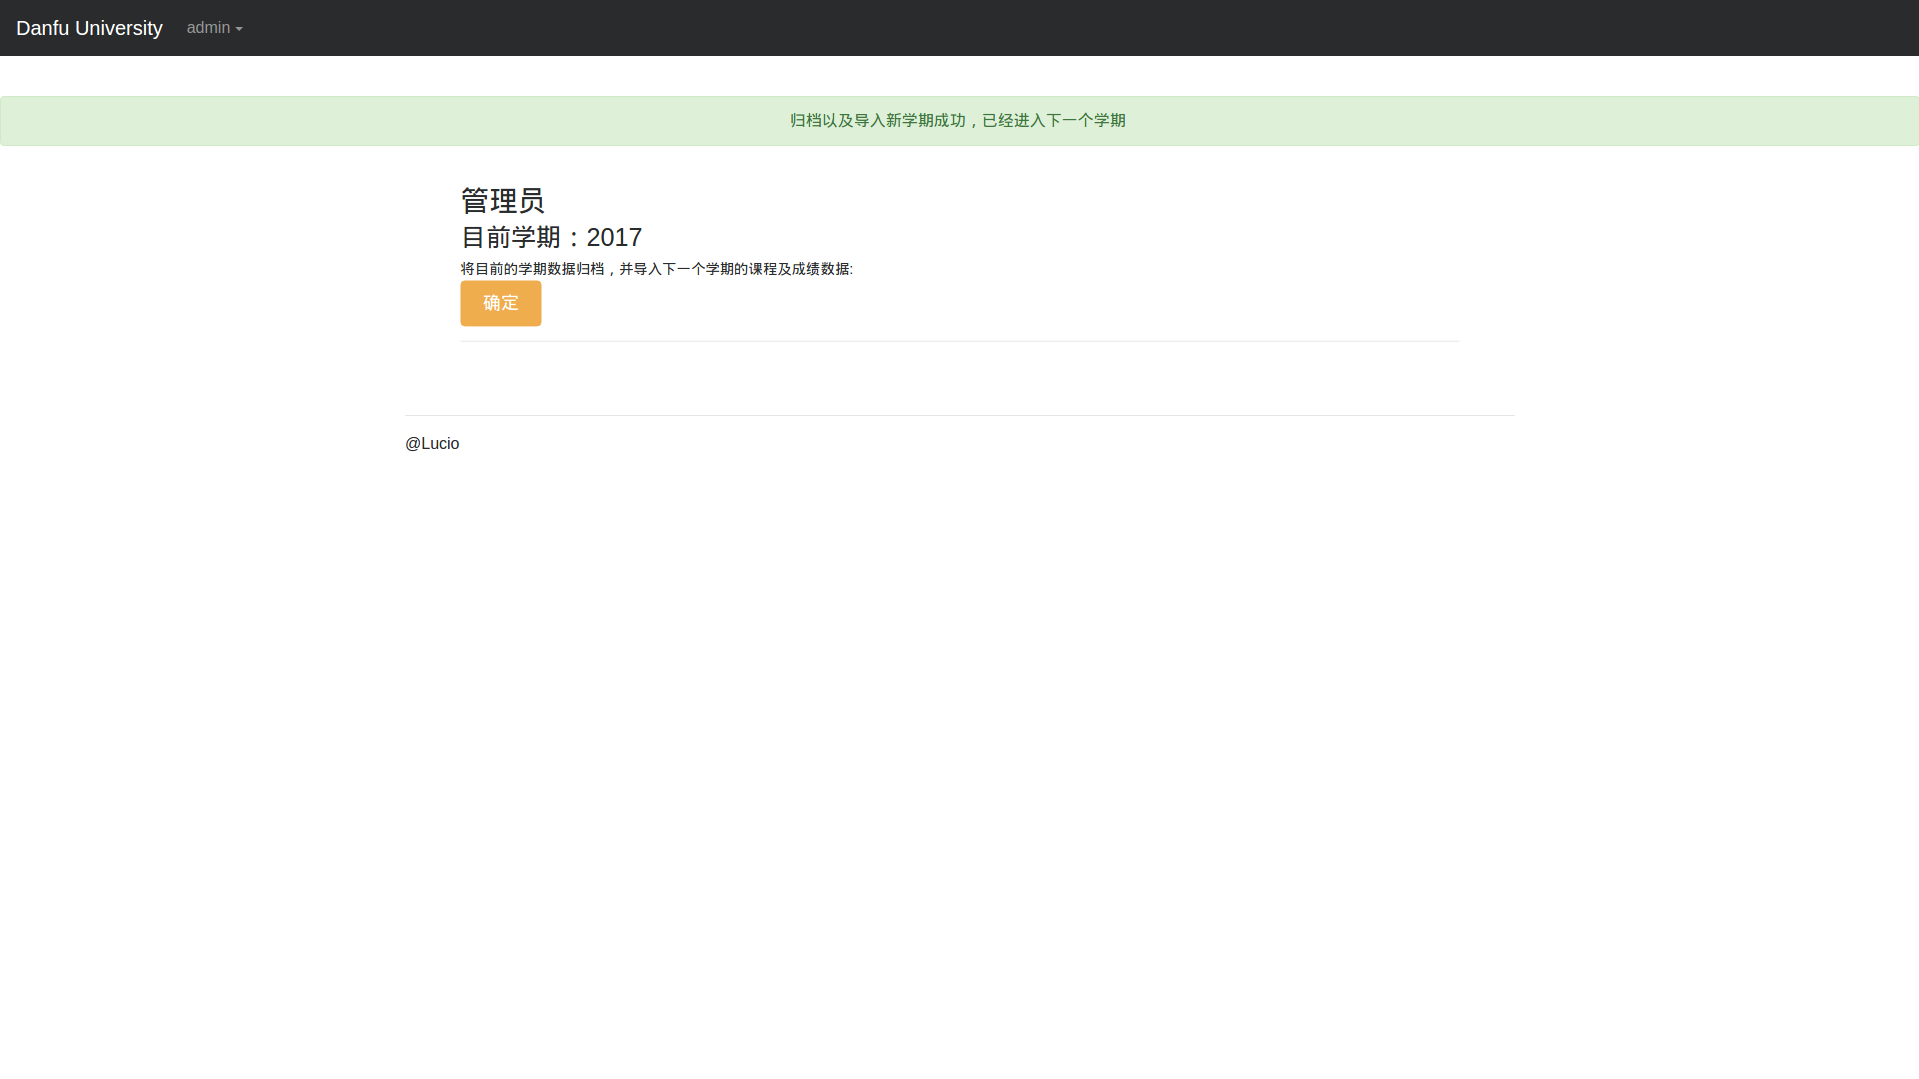 Danfu University admin
归档以及导入新学期成功，已经进入下一个学期
管理员
目前学期：2017
将目前的学期数据归档，并导入下一个学期的课程及成绩数据:
确定
@Lucio